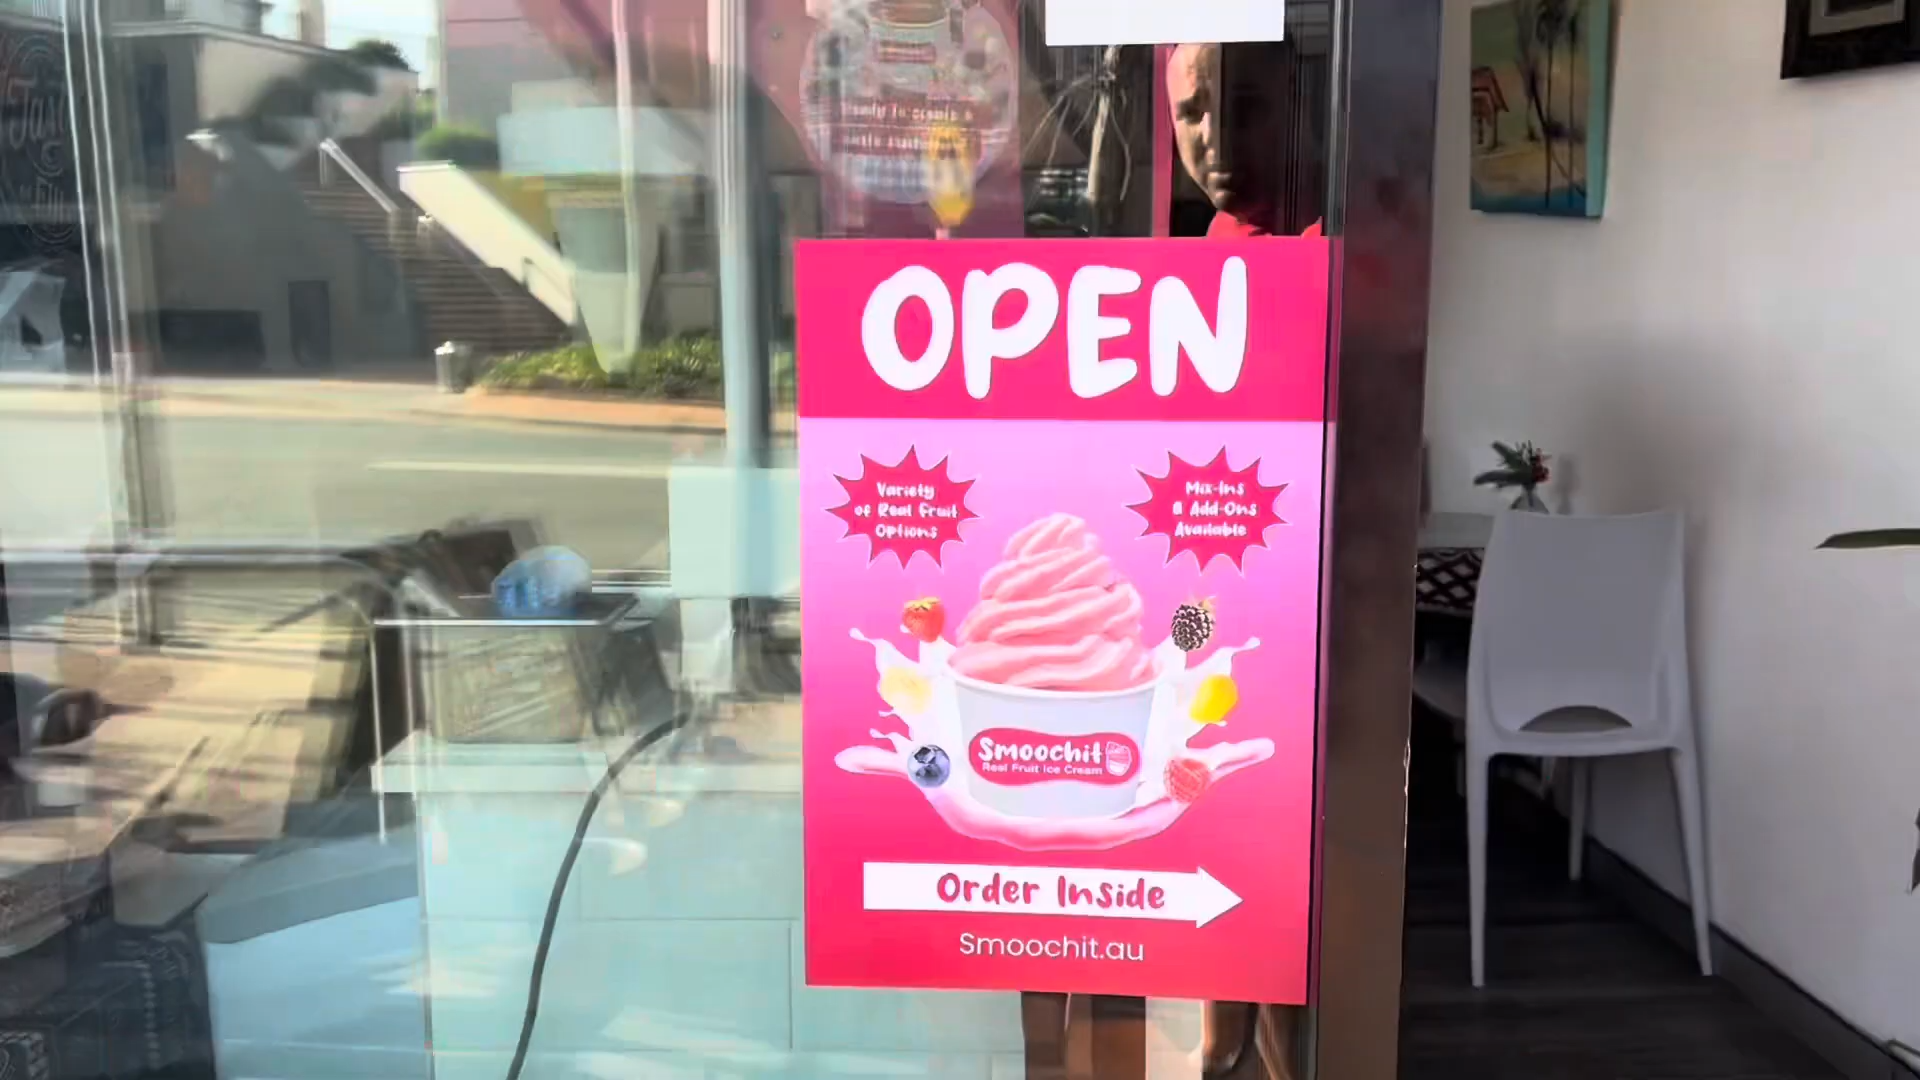 OPEN
Variety
of Real Fruit
Options
Mix-Ins
& Add-Ons
Available
Smoochit
Real Fruit Ice Cream
Order Inside
Smoochit.au